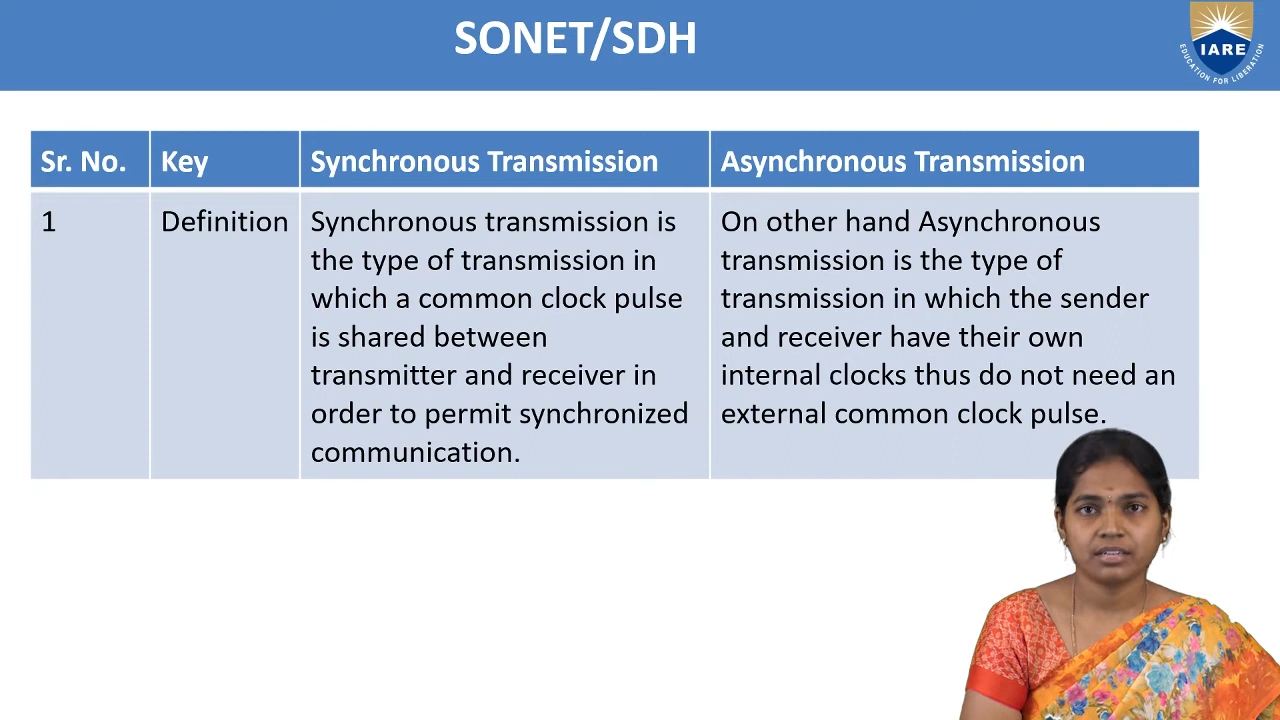 SONET/SDH
IARE
EDUCATION FOR LIBERATION
Sr. No. Key Synchronous Transmission Asynchronous Transmission
1 Definition
Synchronous transmission is
the type of transmission in
which a common clock pulse
is shared between
transmitter and receiver in
order to permit synchronized
communication.
On other hand Asynchronous
transmission is the type of
transmission in which the sender
and receiver have their own
internal clocks thus do not need an
external common clock pulse.